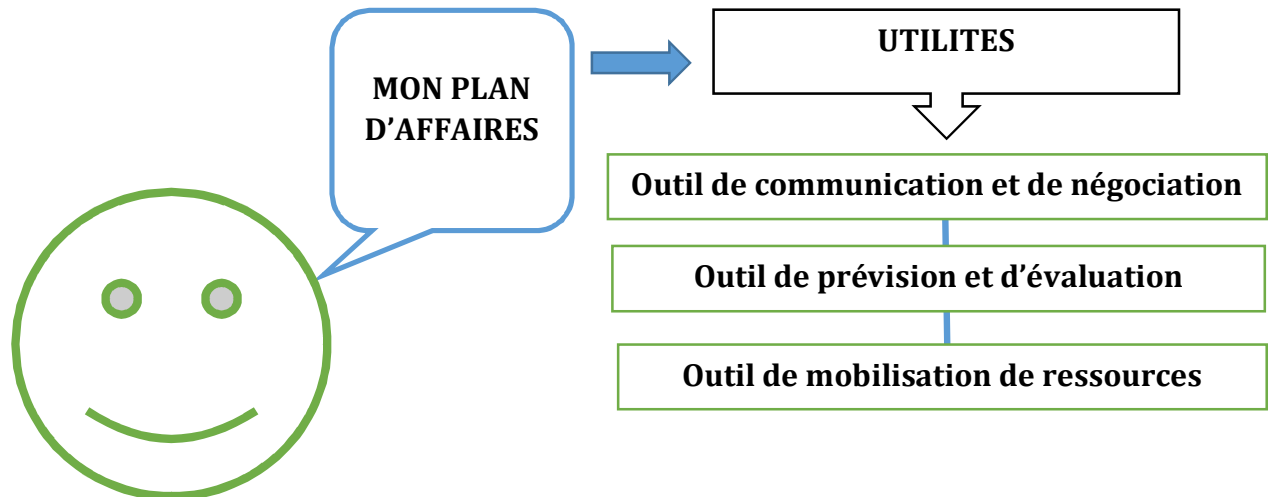 MON PLAN
D’AFFAIRES
UTILITES
Outil de communication et de négociation
Outil de prévision et d’évaluation
Outil de mobilisation de ressources